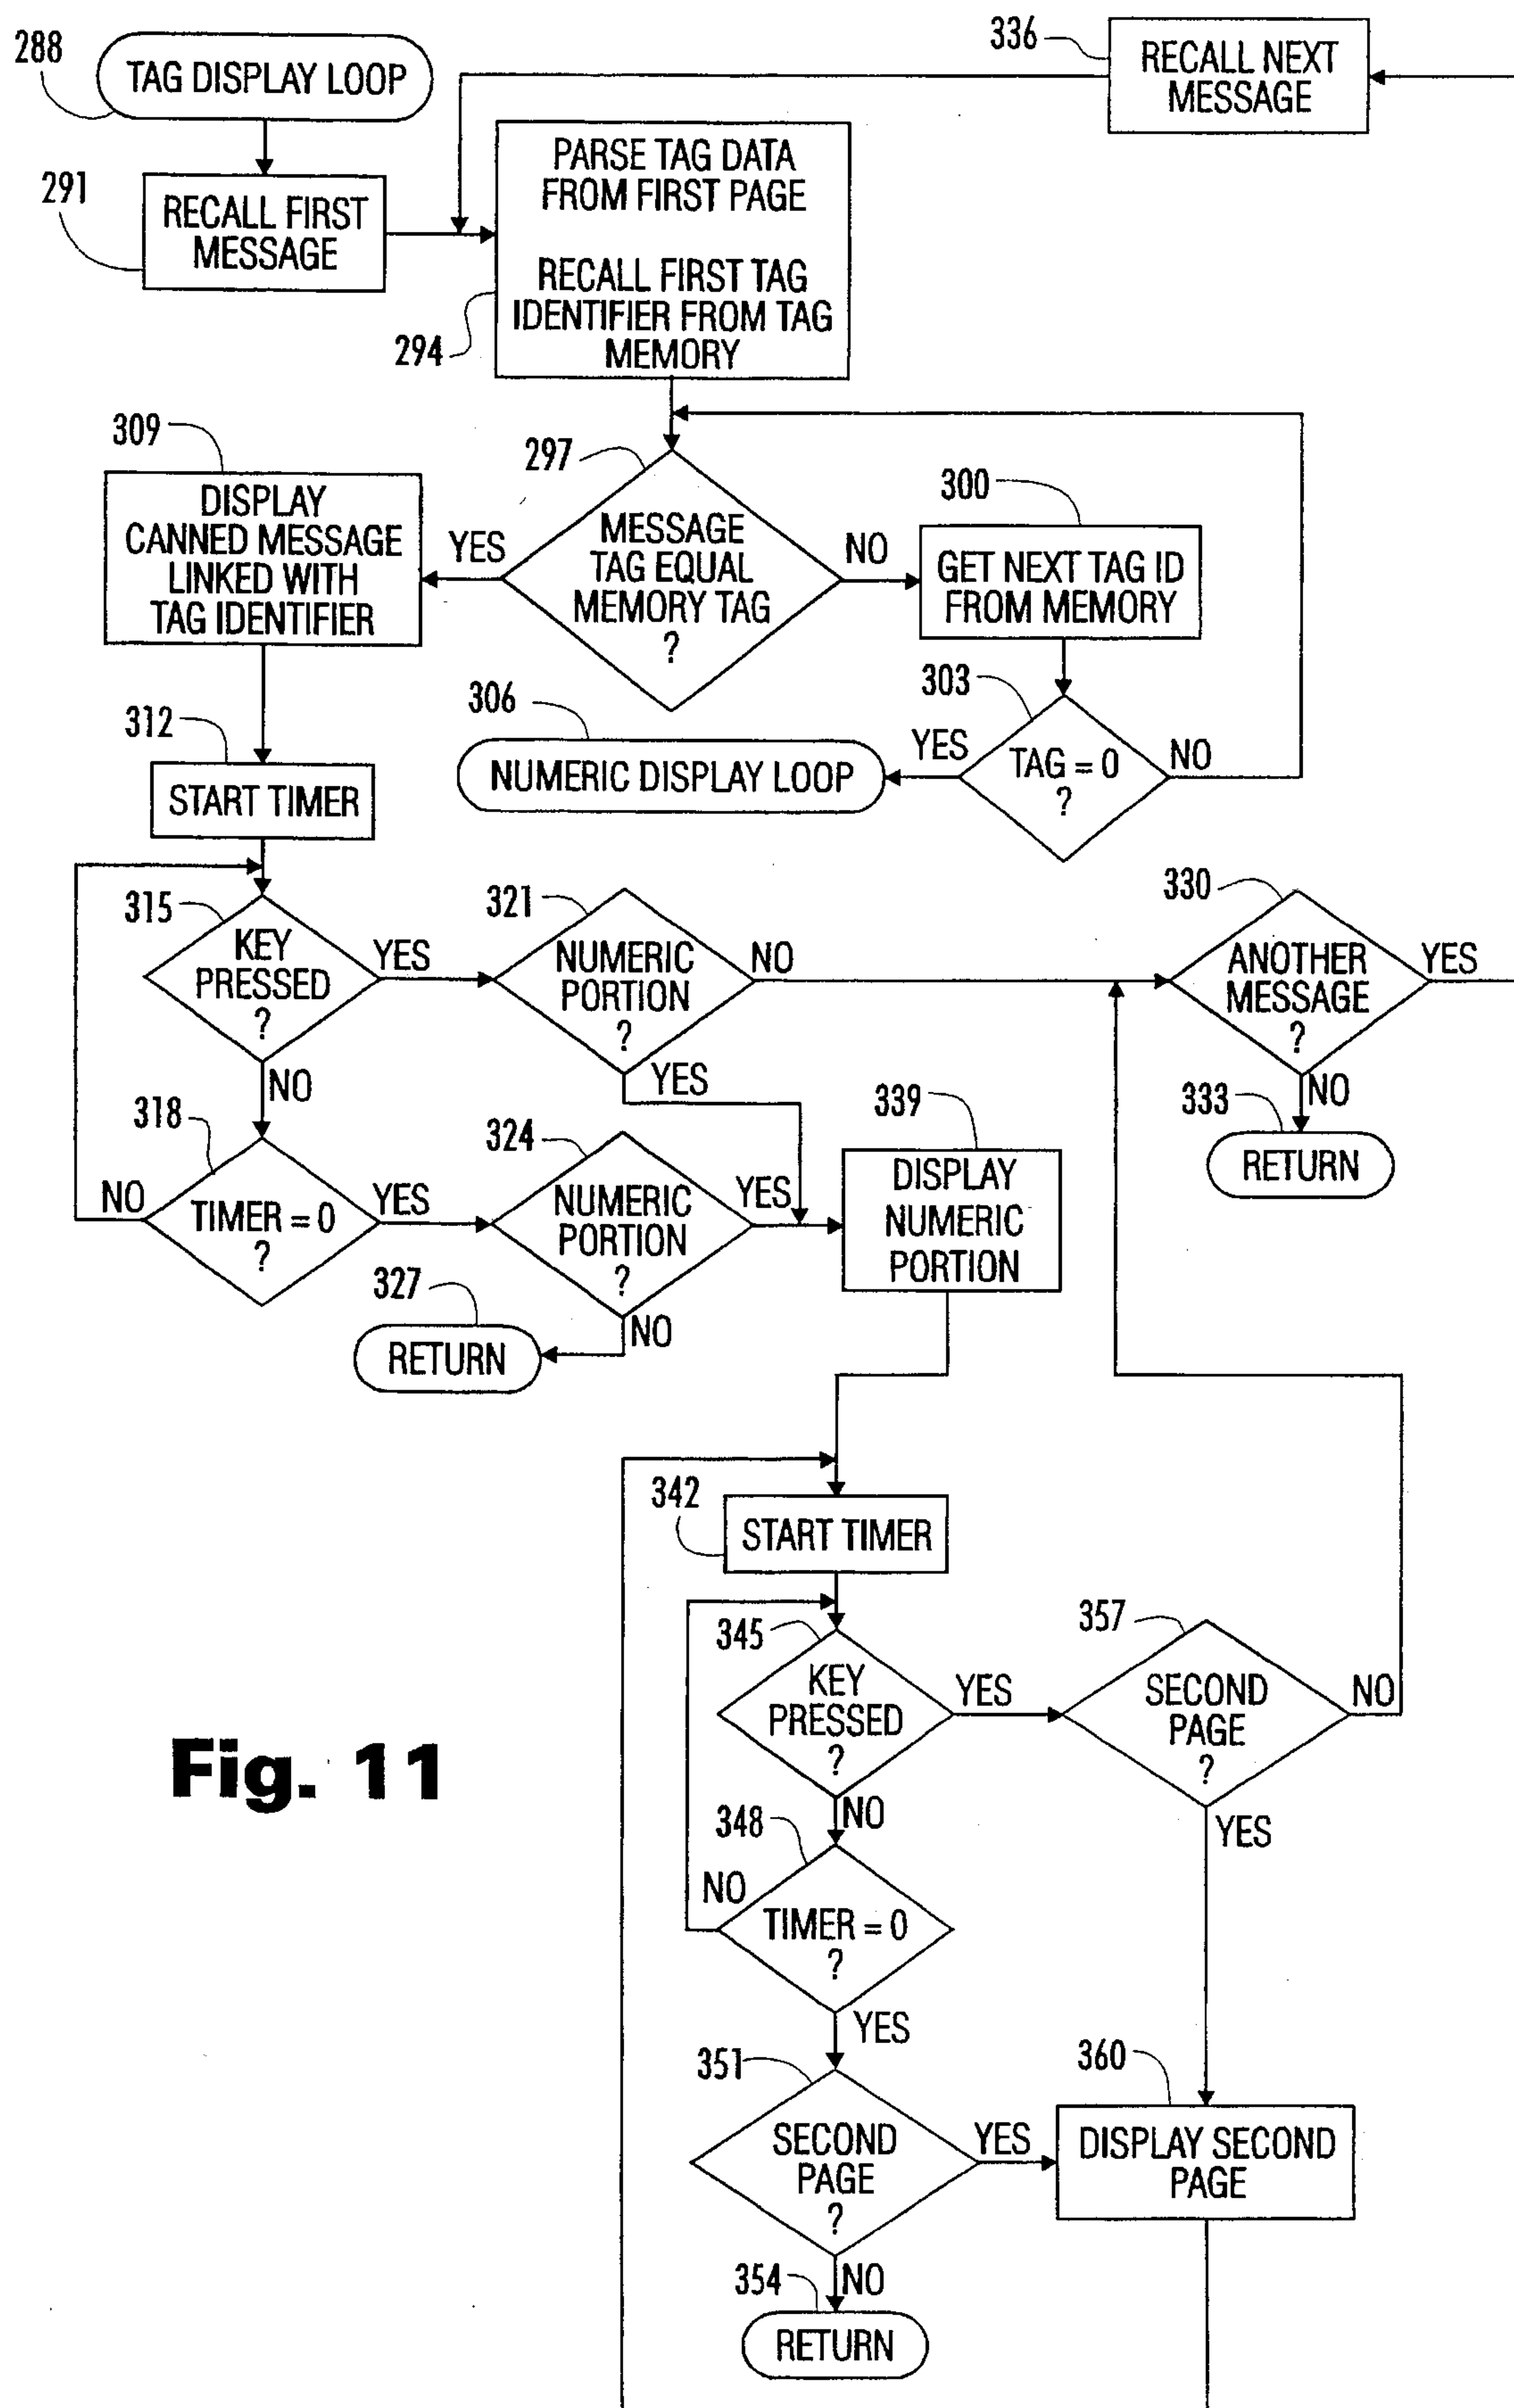 288
TAG DISPLAY LOOP
336
RECALL NEXT
MESSAGE
291
RECALL FIRST
MESSAGE
PARSE TAG DATA
FROM FIRST PAGE
RECALL FIRST TAG
IDENTIFIER FROM TAG
MEMORY
294
309
DISPLAY
CANNED MESSAGE
LINKED WITH
TAG IDENTIFIER
YES
297
MESSAGE
TAG EQUAL
MEMORY TAG
?
NO
300
GET NEXT TAG ID
FROM MEMORY
303
TAG = 0
?
YES
NO
306
NUMERIC DISPLAY LOOP
312
START TIMER
315
KEY
PRESSED
?
YES
NO
321
NUMERIC
PORTION
?
NO
YES
330
ANOTHER
MESSAGE
?
YES
NO
333
RETURN
318
TIMER = 0
?
NO
YES
324
NUMERIC
PORTION
?
YES
NO
327
RETURN
339
DISPLAY
NUMERIC
PORTION
342
START TIMER
345
KEY
PRESSED
?
YES
NO
357
SECOND
PAGE
?
NO
YES
Fig. 11
348
TIMER = 0
?
NO
YES
351
SECOND
PAGE
?
YES
NO
360
DISPLAY SECOND
PAGE
354
RETURN